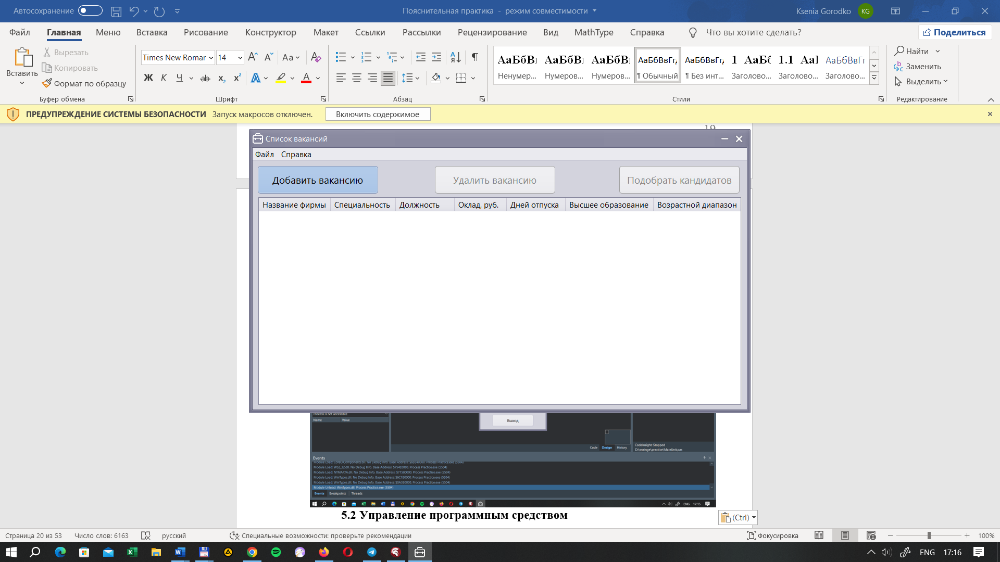 Автосохранение
Пояснительная практика - режим совместимости
Ksenia Gorodko
KG
Файл Главная Меню Вставка Рисование Конструктор Макет Ссылки Рассылки Рецензирование Вид MathType Справка Что вы хотите сделать?
Поделиться
Вставить
Вырезать
Копировать
Формат по образцу
Буфер обмена
Times New Romar 14
Шрифт
Абзац
АаБбВı АаБбВı АаБбВı АаБбВвГг, АаБбВвГг, 1 АаБб 1.1 Аа АаБбВвГг
Ненумер... Нумеров... Нумеров... ¶ Обычный ¶ Без инт... Заголово... Заголово... Заголово...
Стили
Найти
Заменить
Выделить
Редактирование
ПРЕДУПРЕЖДЕНИЕ СИСТЕМЫ БЕЗОПАСНОСТИ Запуск макросов отключен. Включить содержимое
19
Список вакансий
Файл Справка
Добавить вакансию Удалить вакансию Подобрать кандидатов
Название фирмы Специальность Должность Оклад, руб. Дней отпуска Высшее образование Возрастной диапазон
Process is not accessible
Name Value
Выход
Code Design History
CodeInsight: Stopped
D:\wcringe\practice\MainUnit.pas
Events
Module Load: WS2_32.dll. No Debug Info. Base Address: $754E0000. Process Practice.exe (5504)
Module Load: NTMARTA.dll. No Debug Info. Base Address: $71580000. Process Practice.exe (5504)
Module Load: WinTypes.dll. No Debug Info. Base Address: $6C1B0000. Process Practice.exe (5504)
Module Load: WinTypes.dll. No Debug Info. Base Address: $0A3B0000. Process Practice.exe (5504)
Module Unload: WinTypes.dll. Process Practice.exe (5504)
Events Breakpoints Threads
ENG 17:15
5.2 Управление программным средством
(Ctrl)
Страница 20 из 53 Число слов: 6163 русский Специальные возможности: проверьте рекомендации Фокусировка 100%
ENG 17:16